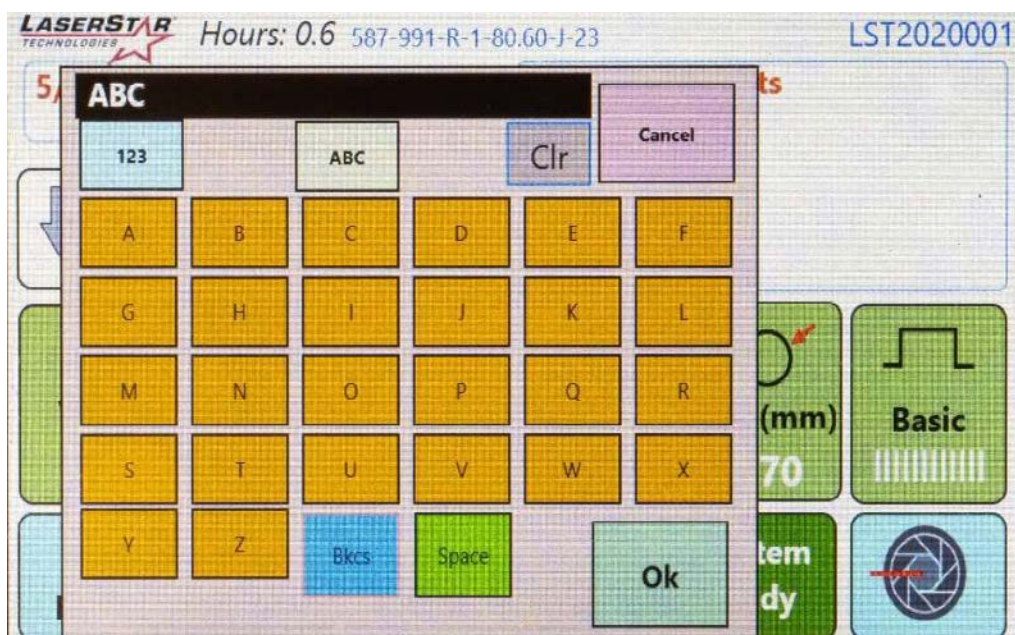 LASERSTAR
TECHNOLOGIES
Hours: 0.6 587-991-R-1-80.60-J-23
LST2020001
5/
ts
ABC
Cancel
123
ABC
Clr
A B C D E F
G H I J K L
M N O P Q R
S T U V W X
Y Z Bkcs Space
Ok
(mm)
70
Basic
tem
dy